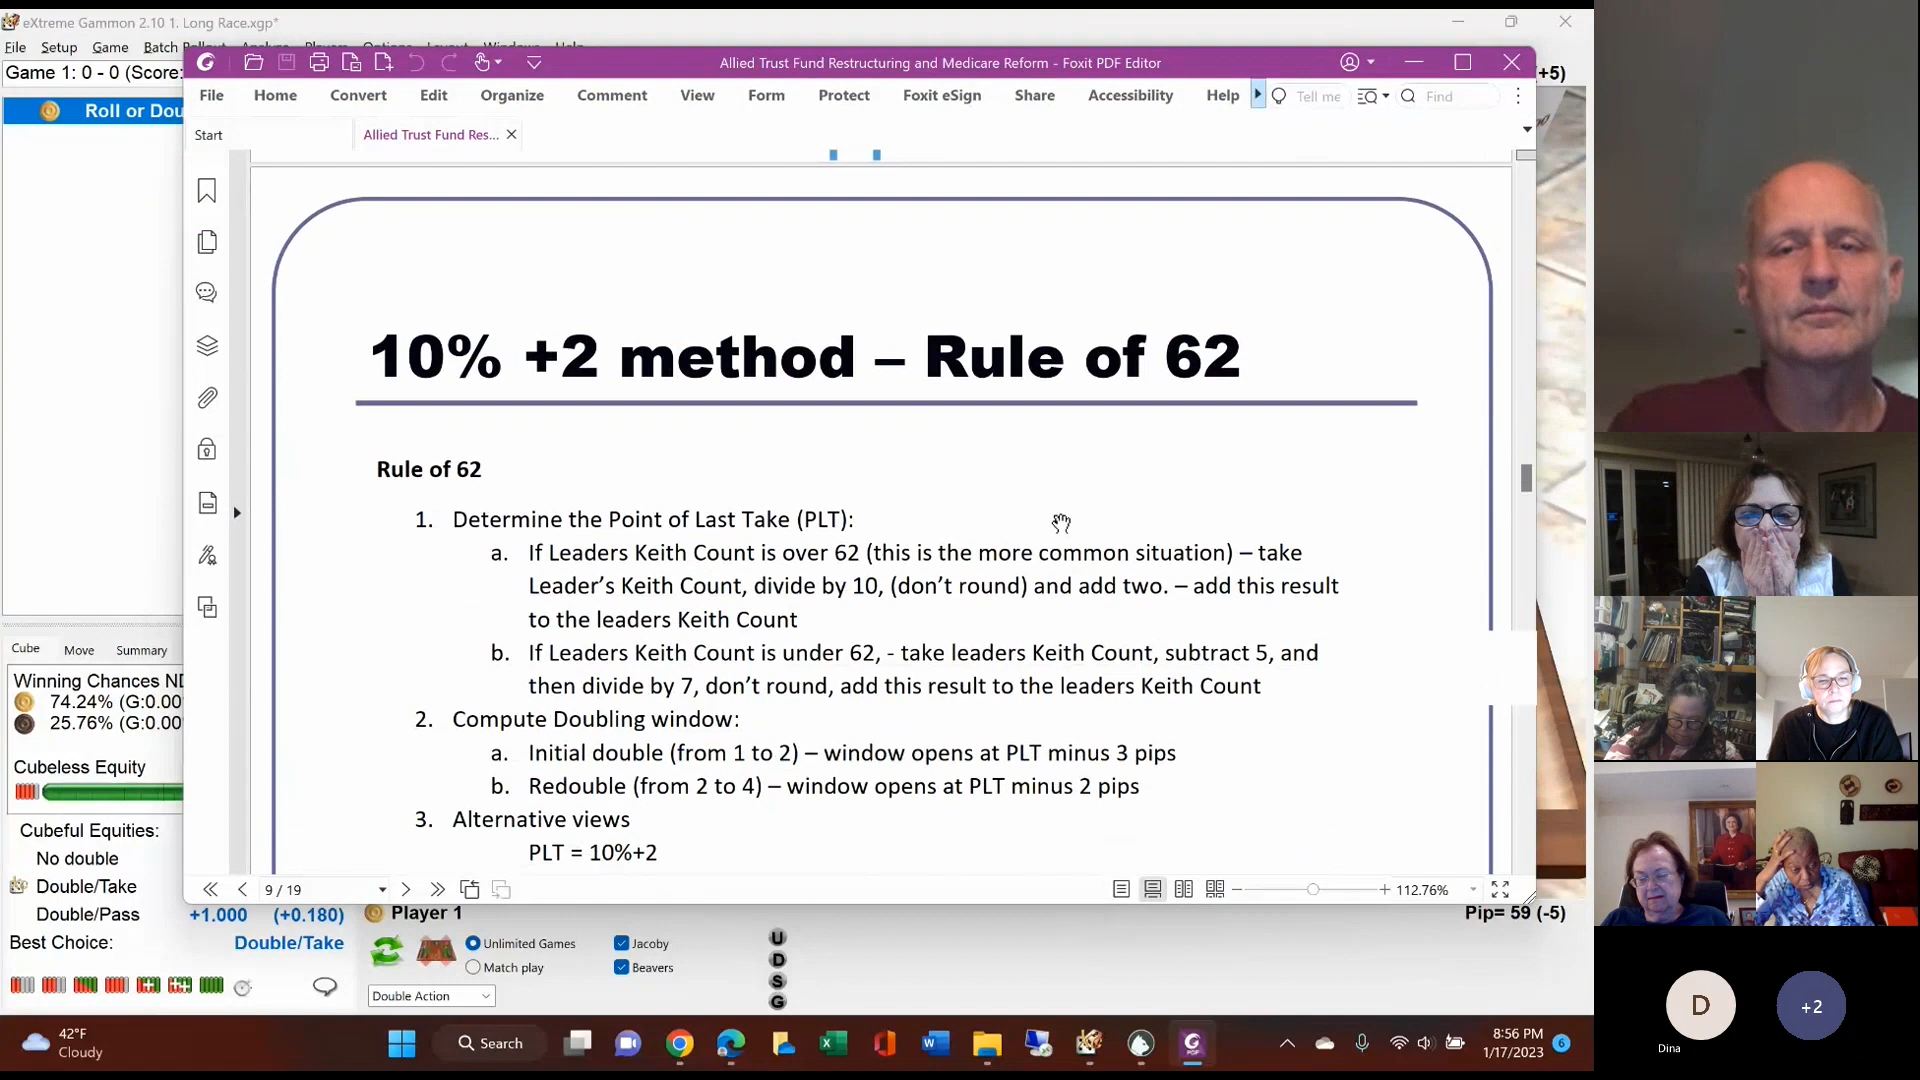 eXtreme Gammon 2.10 1. Long Race.xgp*
File Setup Game Batch
Game 1: 0 - 0 (Score:
+5)
Roll or Dou
Allied Trust Fund Restructuring and Medicare Reform - Foxit PDF Editor
File Home Convert Edit Organize Comment View Form Protect Foxit eSign Share Accessibility Help Tell me Find
Start Allied Trust Fund Res...
10% +2 method – Rule of 62
Rule of 62
1. Determine the Point of Last Take (PLT):
a. If Leaders Keith Count is over 62 (this is the more common situation) – take
Leader’s Keith Count, divide by 10, (don’t round) and add two. – add this result
to the leaders Keith Count
b. If Leaders Keith Count is under 62, - take leaders Keith Count, subtract 5, and
then divide by 7, don’t round, add this result to the leaders Keith Count
2. Compute Doubling window:
a. Initial double (from 1 to 2) – window opens at PLT minus 3 pips
b. Redouble (from 2 to 4) – window opens at PLT minus 2 pips
3. Alternative views
PLT = 10%+2
9 / 19
112.76%
Cube Move Summary
Winning Chances ND
74.24% (G:0.00
25.76% (G:0.00
Cubeless Equity
Cubeful Equities:
No double
Double/Take
Double/Pass +1.000 (+0.180)
Best Choice: Double/Take
Player 1
Pip= 59 (-5)
Unlimited Games
Match play
Jacoby
Beavers
Double Action
U
D
S
G
D
+2
Dina
42°F
Cloudy
Search
8:56 PM
1/17/2023
6